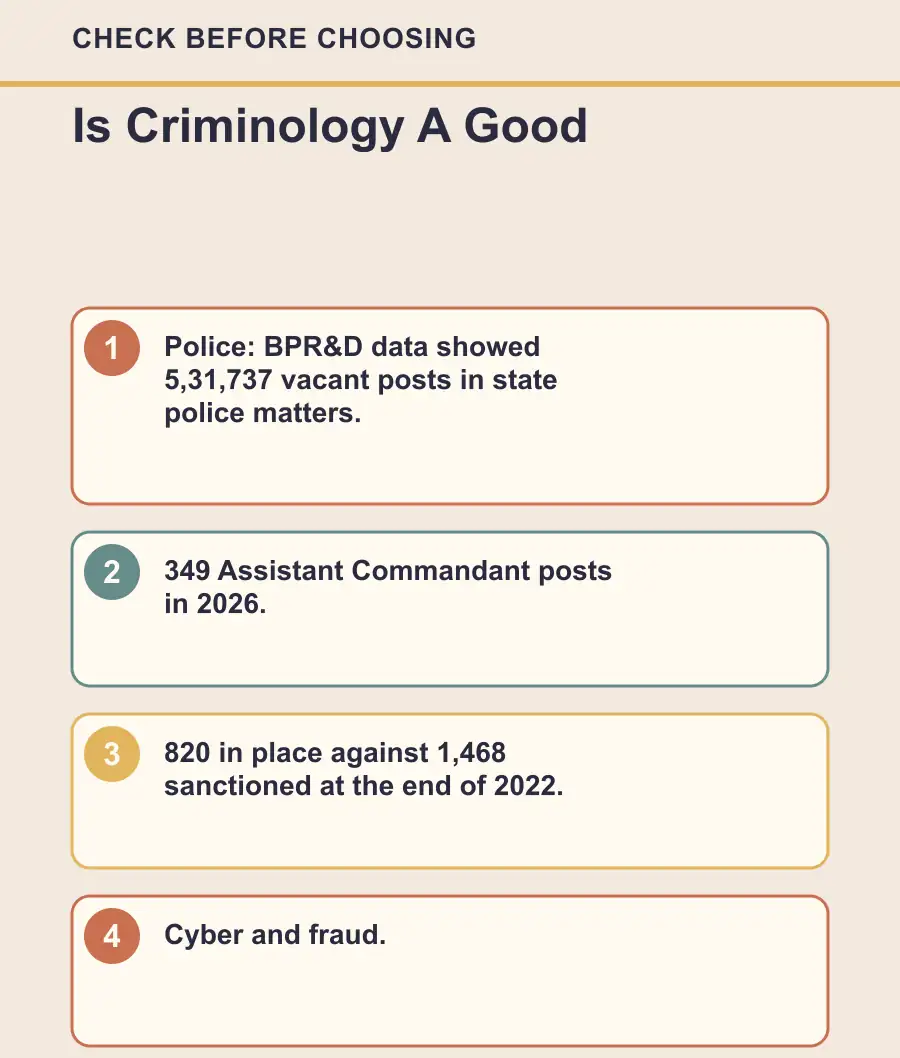 CHECK BEFORE CHOOSING
Is Criminology A Good
1
Police: BPR&D data showed
5,31,737 vacant posts in state
police matters.
2
349 Assistant Commandant posts
in 2026.
3
820 in place against 1,468
sanctioned at the end of 2022.
4
Cyber and fraud.